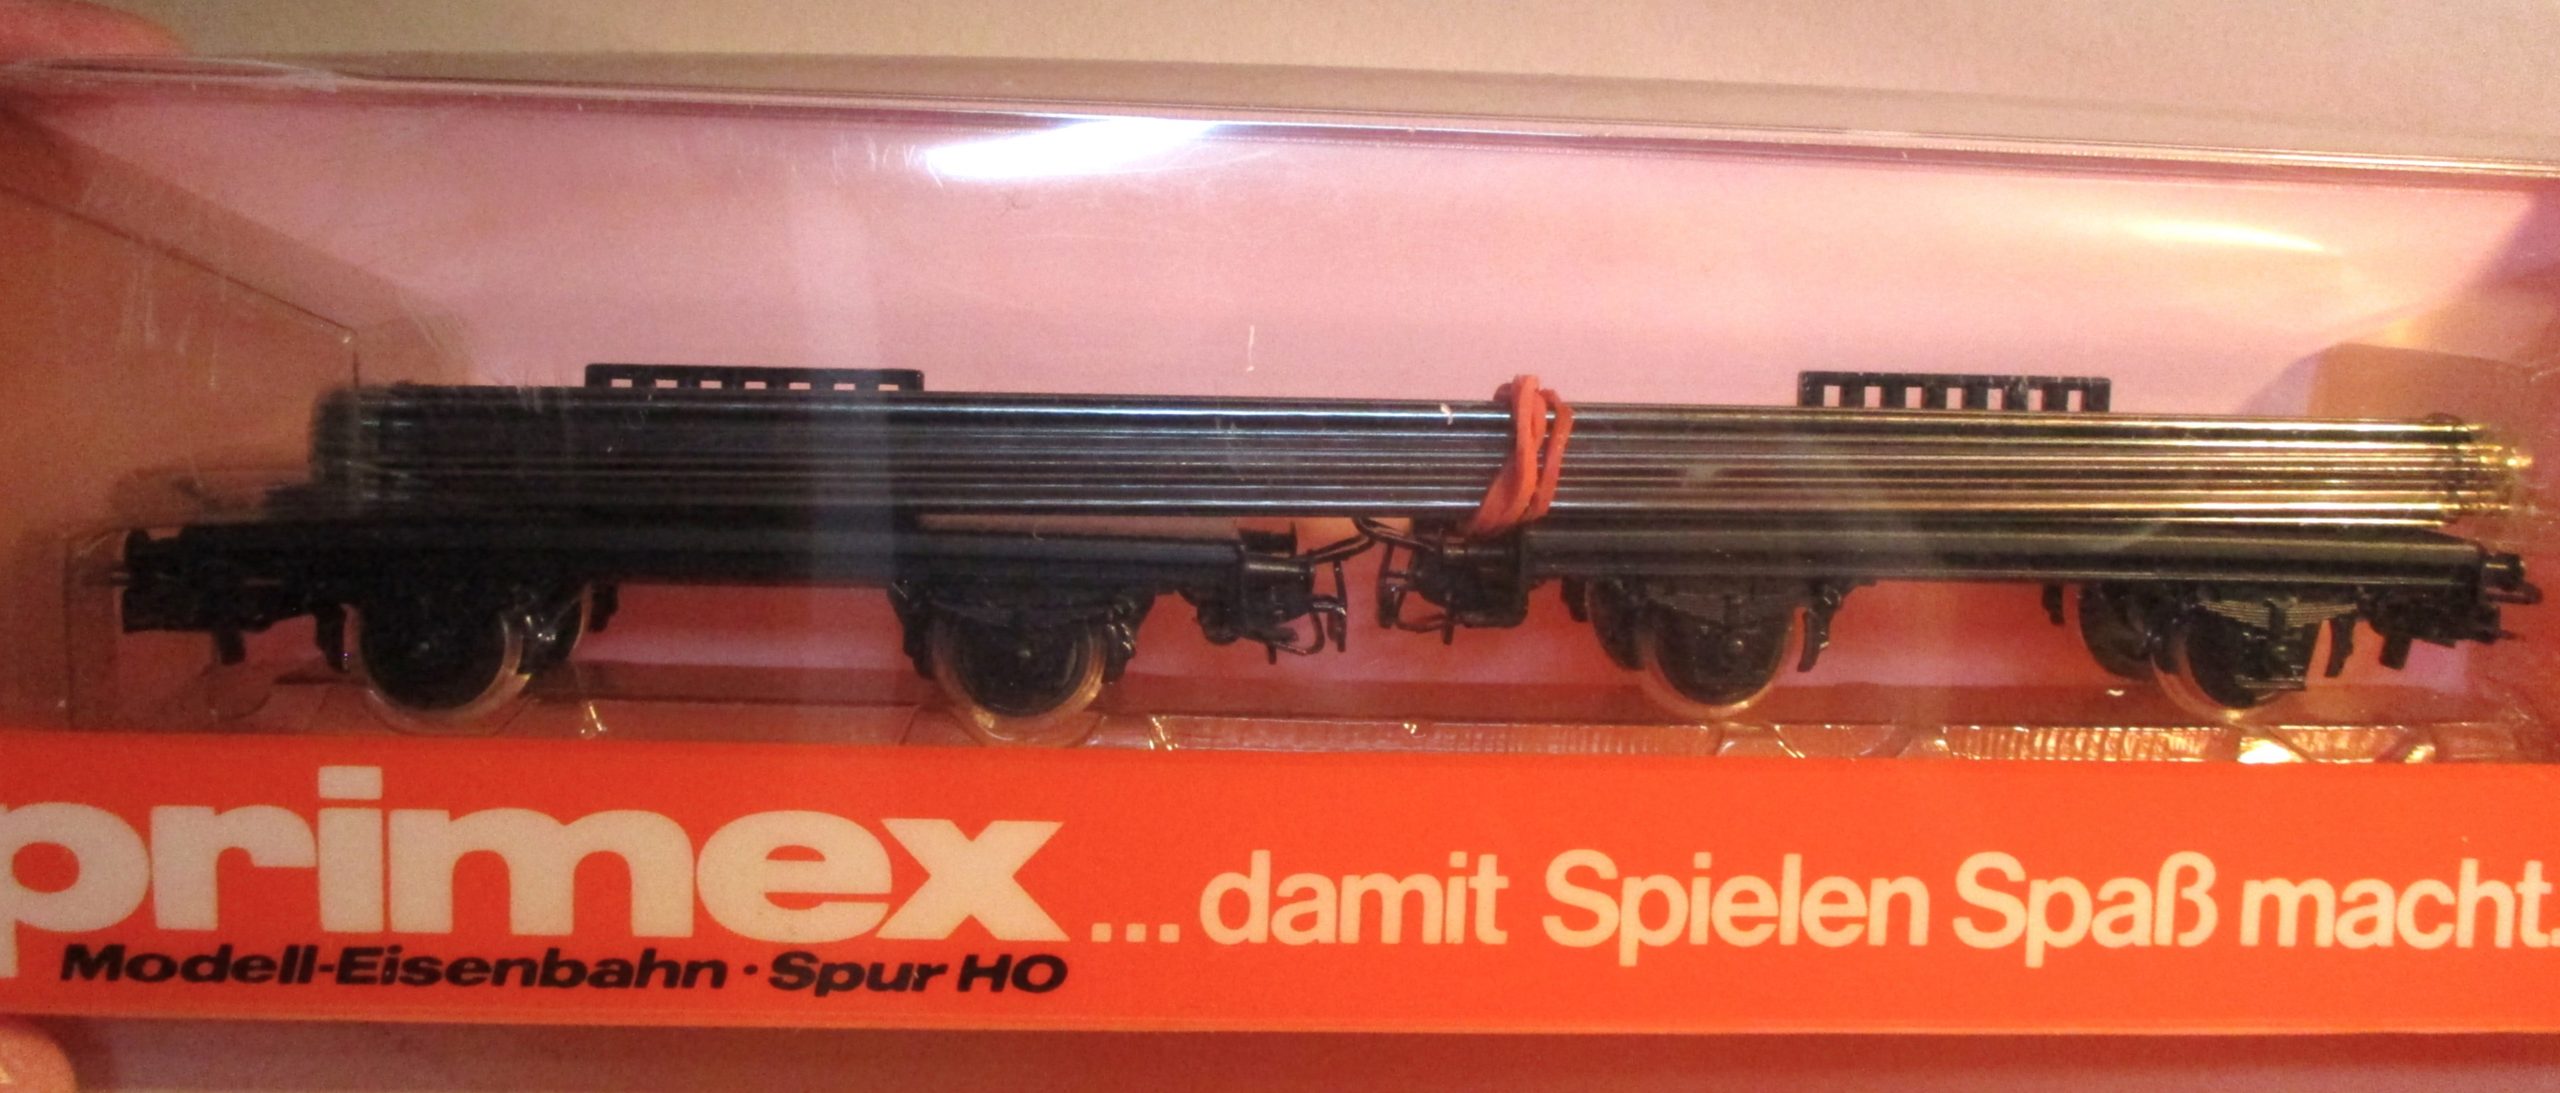 primex ...damit Spielen Spaß macht.
Modell-Eisenbahn · Spur HO